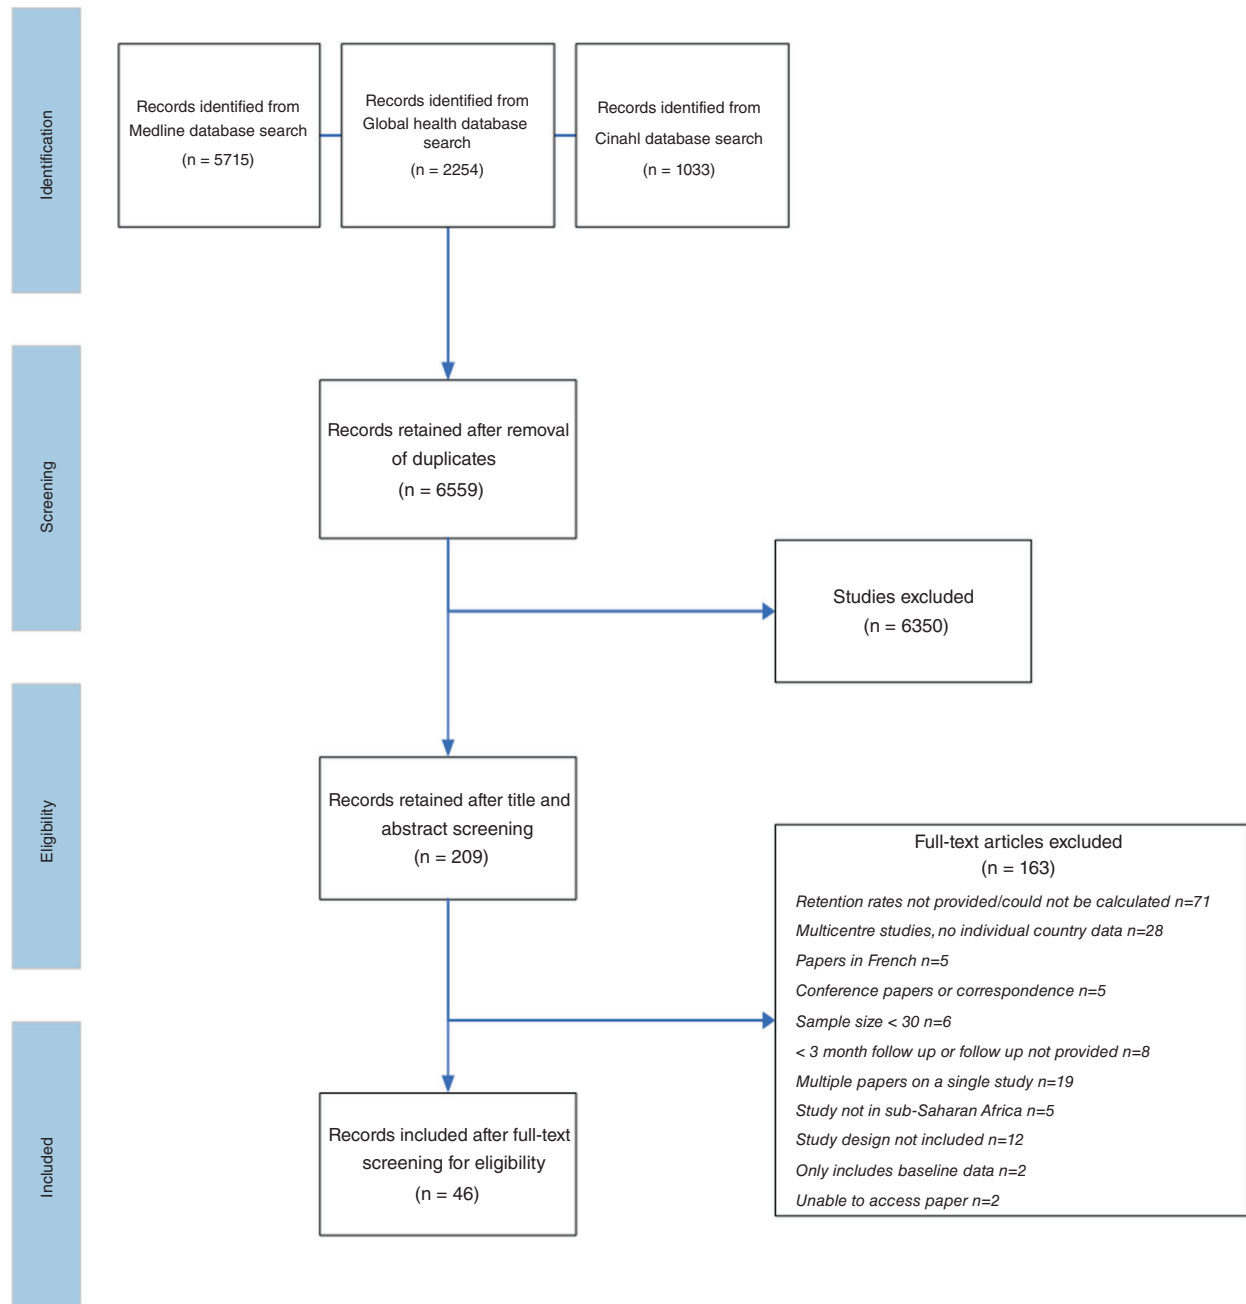 Identification
Records identified from
Medline database search
(n = 5715)
Records identified from
Global health database
search
(n = 2254)
Records identified from
Cinahl database search
(n = 1033)
Screening
Records retained after removal
of duplicates
(n = 6559)
Studies excluded
(n = 6350)
Eligibility
Records retained after title and
abstract screening
(n = 209)
Full-text articles excluded
(n = 163)
Retention rates not provided/could not be calculated n=71
Multicentre studies, no individual country data n=28
Papers in French n=5
Conference papers or correspondence n=5
Sample size < 30 n=6
< 3 month follow up or follow up not provided n=8
Multiple papers on a single study n=19
Study not in sub-Saharan Africa n=5
Study design not included n=12
Only includes baseline data n=2
Unable to access paper n=2
Included
Records included after full-text
screening for eligibility
(n = 46)